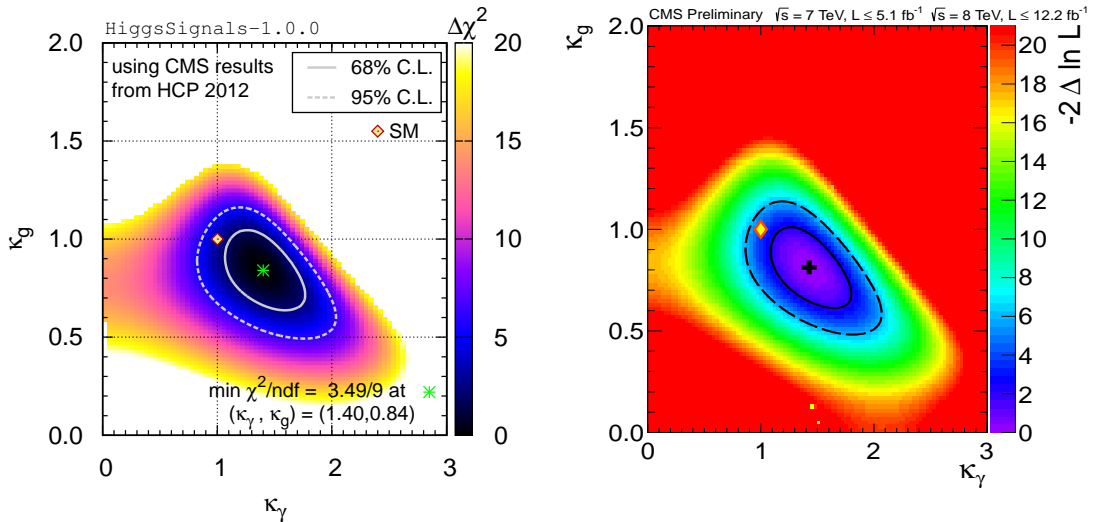 HiggsSignals-1.0.0
Δχ²
using CMS results
from HCP 2012
68% C.L.
95% C.L.
SM
min χ²/ndf = 3.49/9 at
(κγ , κg) = (1.40,0.84)
κg
2.0
1.5
1.0
0.5
0.0
0
1
2
3
κγ
20
15
10
5
0
CMS Preliminary √s = 7 TeV, L ≤ 5.1 fb⁻¹ √s = 8 TeV, L ≤ 12.2 fb⁻¹
κg
2.0
1.5
1.0
0.5
0.0
0
1
2
3
κγ
20
18
16
14
12
10
8
6
4
2
0
-2 Δ ln L